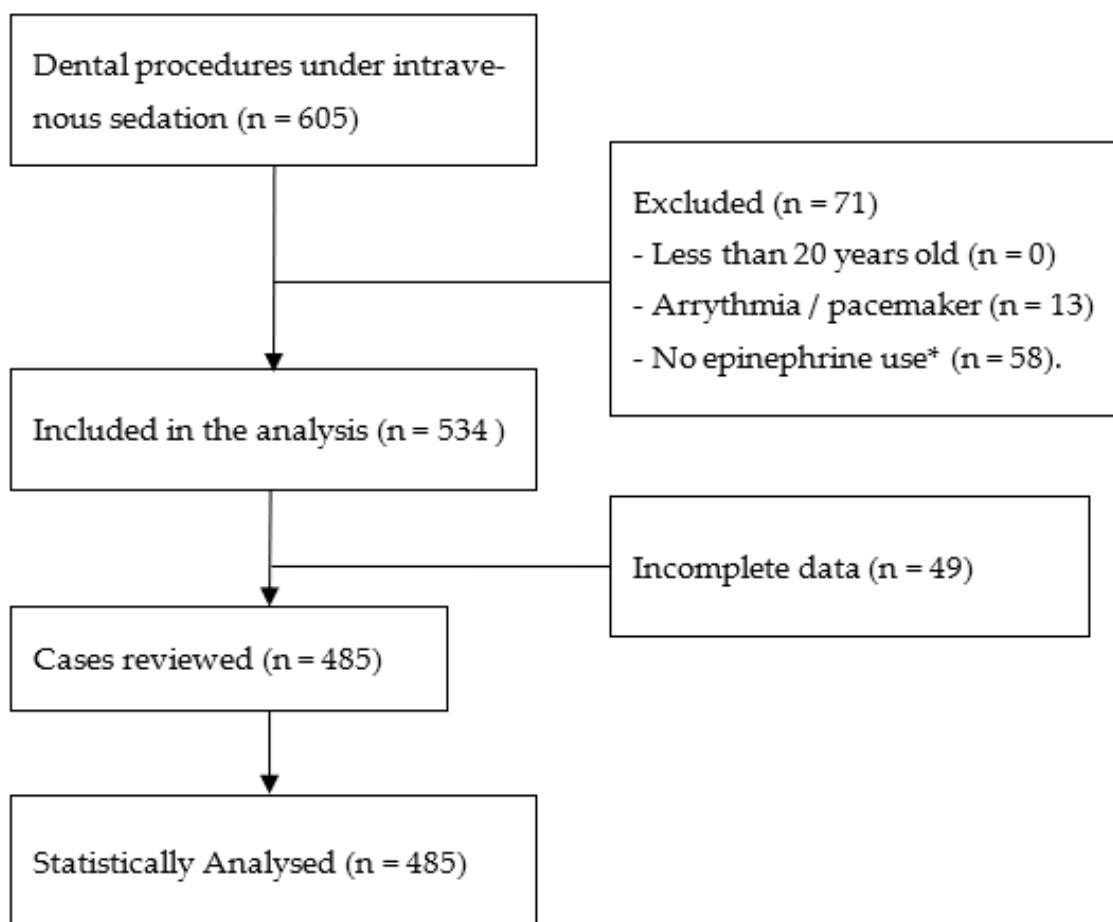 Dental procedures under intrave-
nous sedation (n = 605)
Excluded (n = 71)
- Less than 20 years old (n = 0)
- Arrythmia / pacemaker (n = 13)
- No epinephrine use* (n = 58).
Included in the analysis (n = 534 )
Incomplete data (n = 49)
Cases reviewed (n = 485)
Statistically Analysed (n = 485)